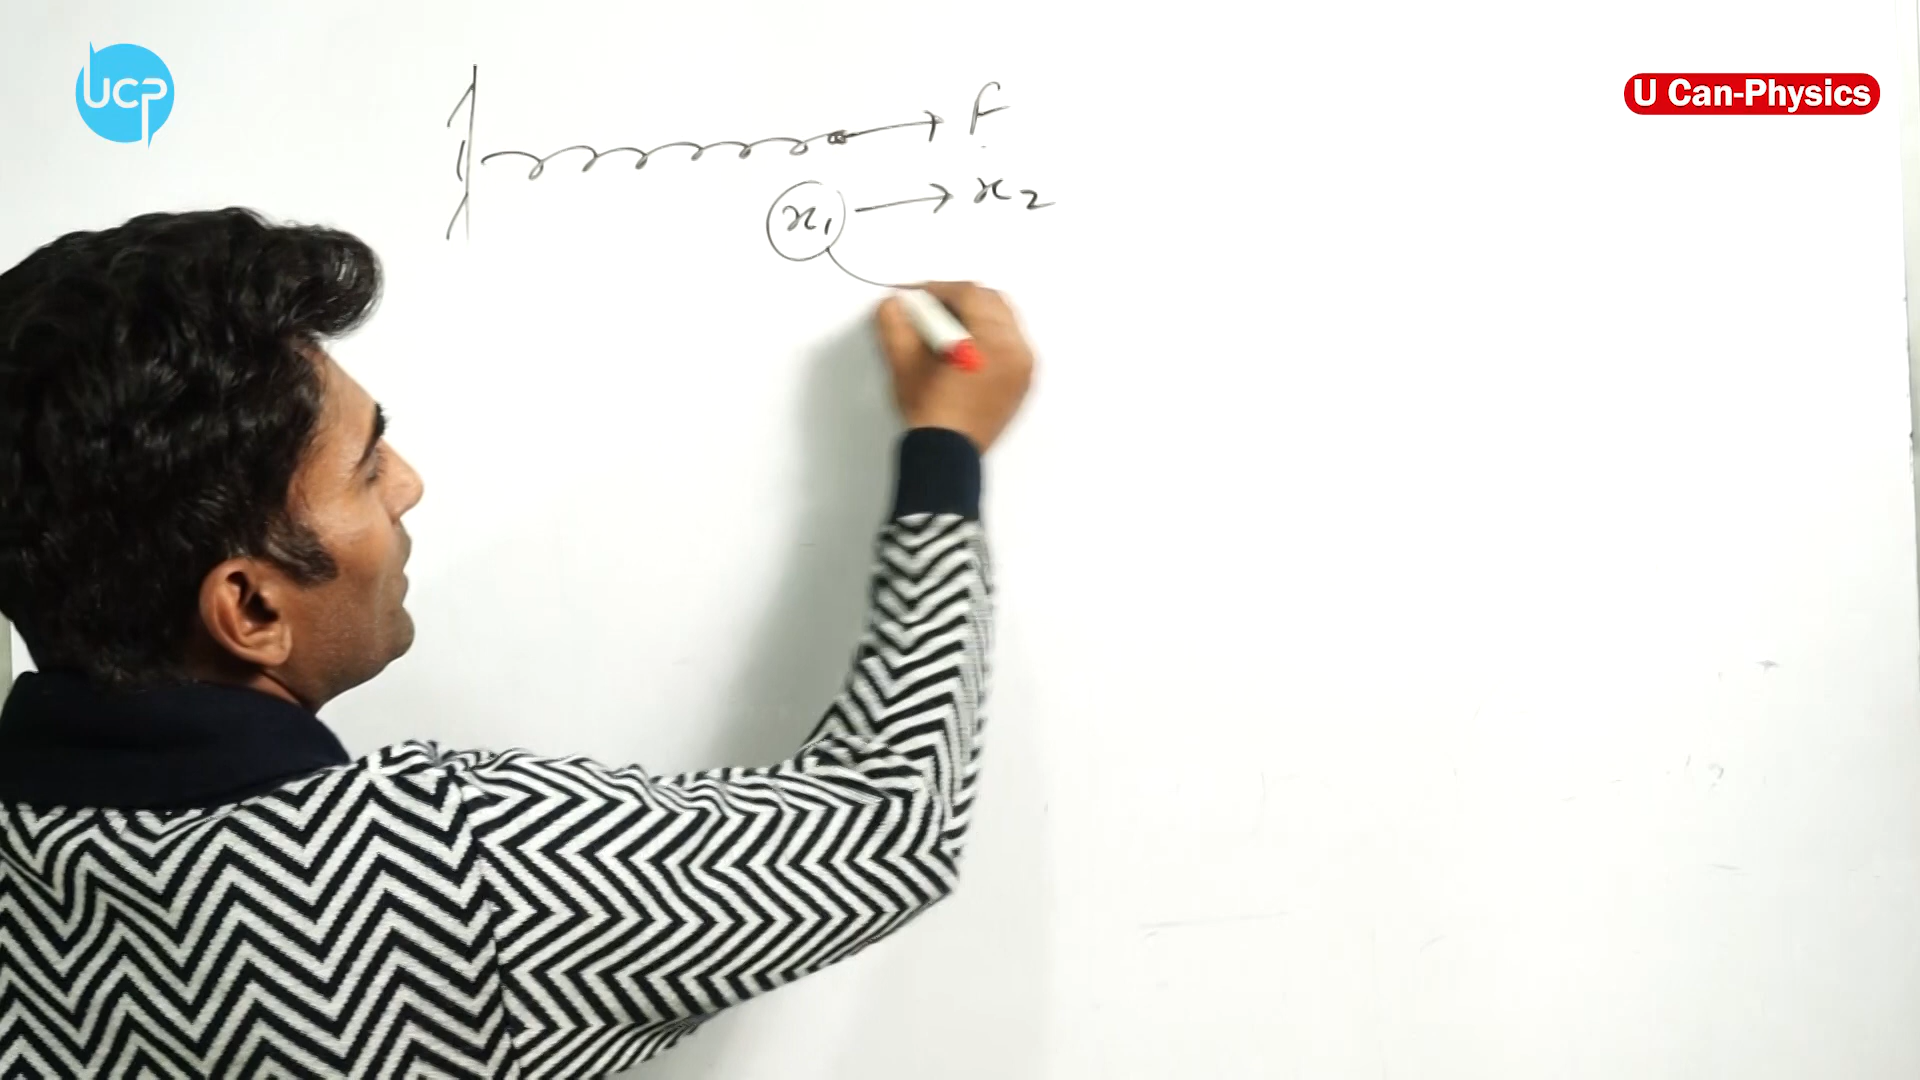 UCP
U Can-Physics
F
x₁ → x₂